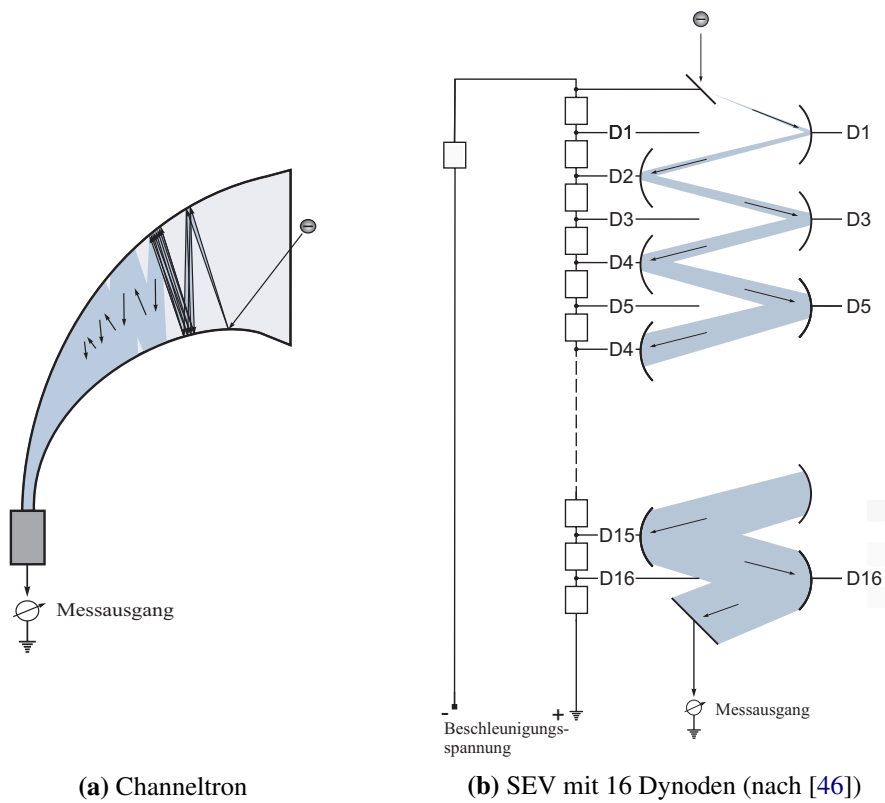 D1 D1
D2
D3 D3
D4
D5 D5
D4
D15
D16 D16
Messausgang
Messausgang
- +
Beschleunigungs-
spannung
(a) Channeltron
(b) SEV mit 16 Dynoden (nach [46])